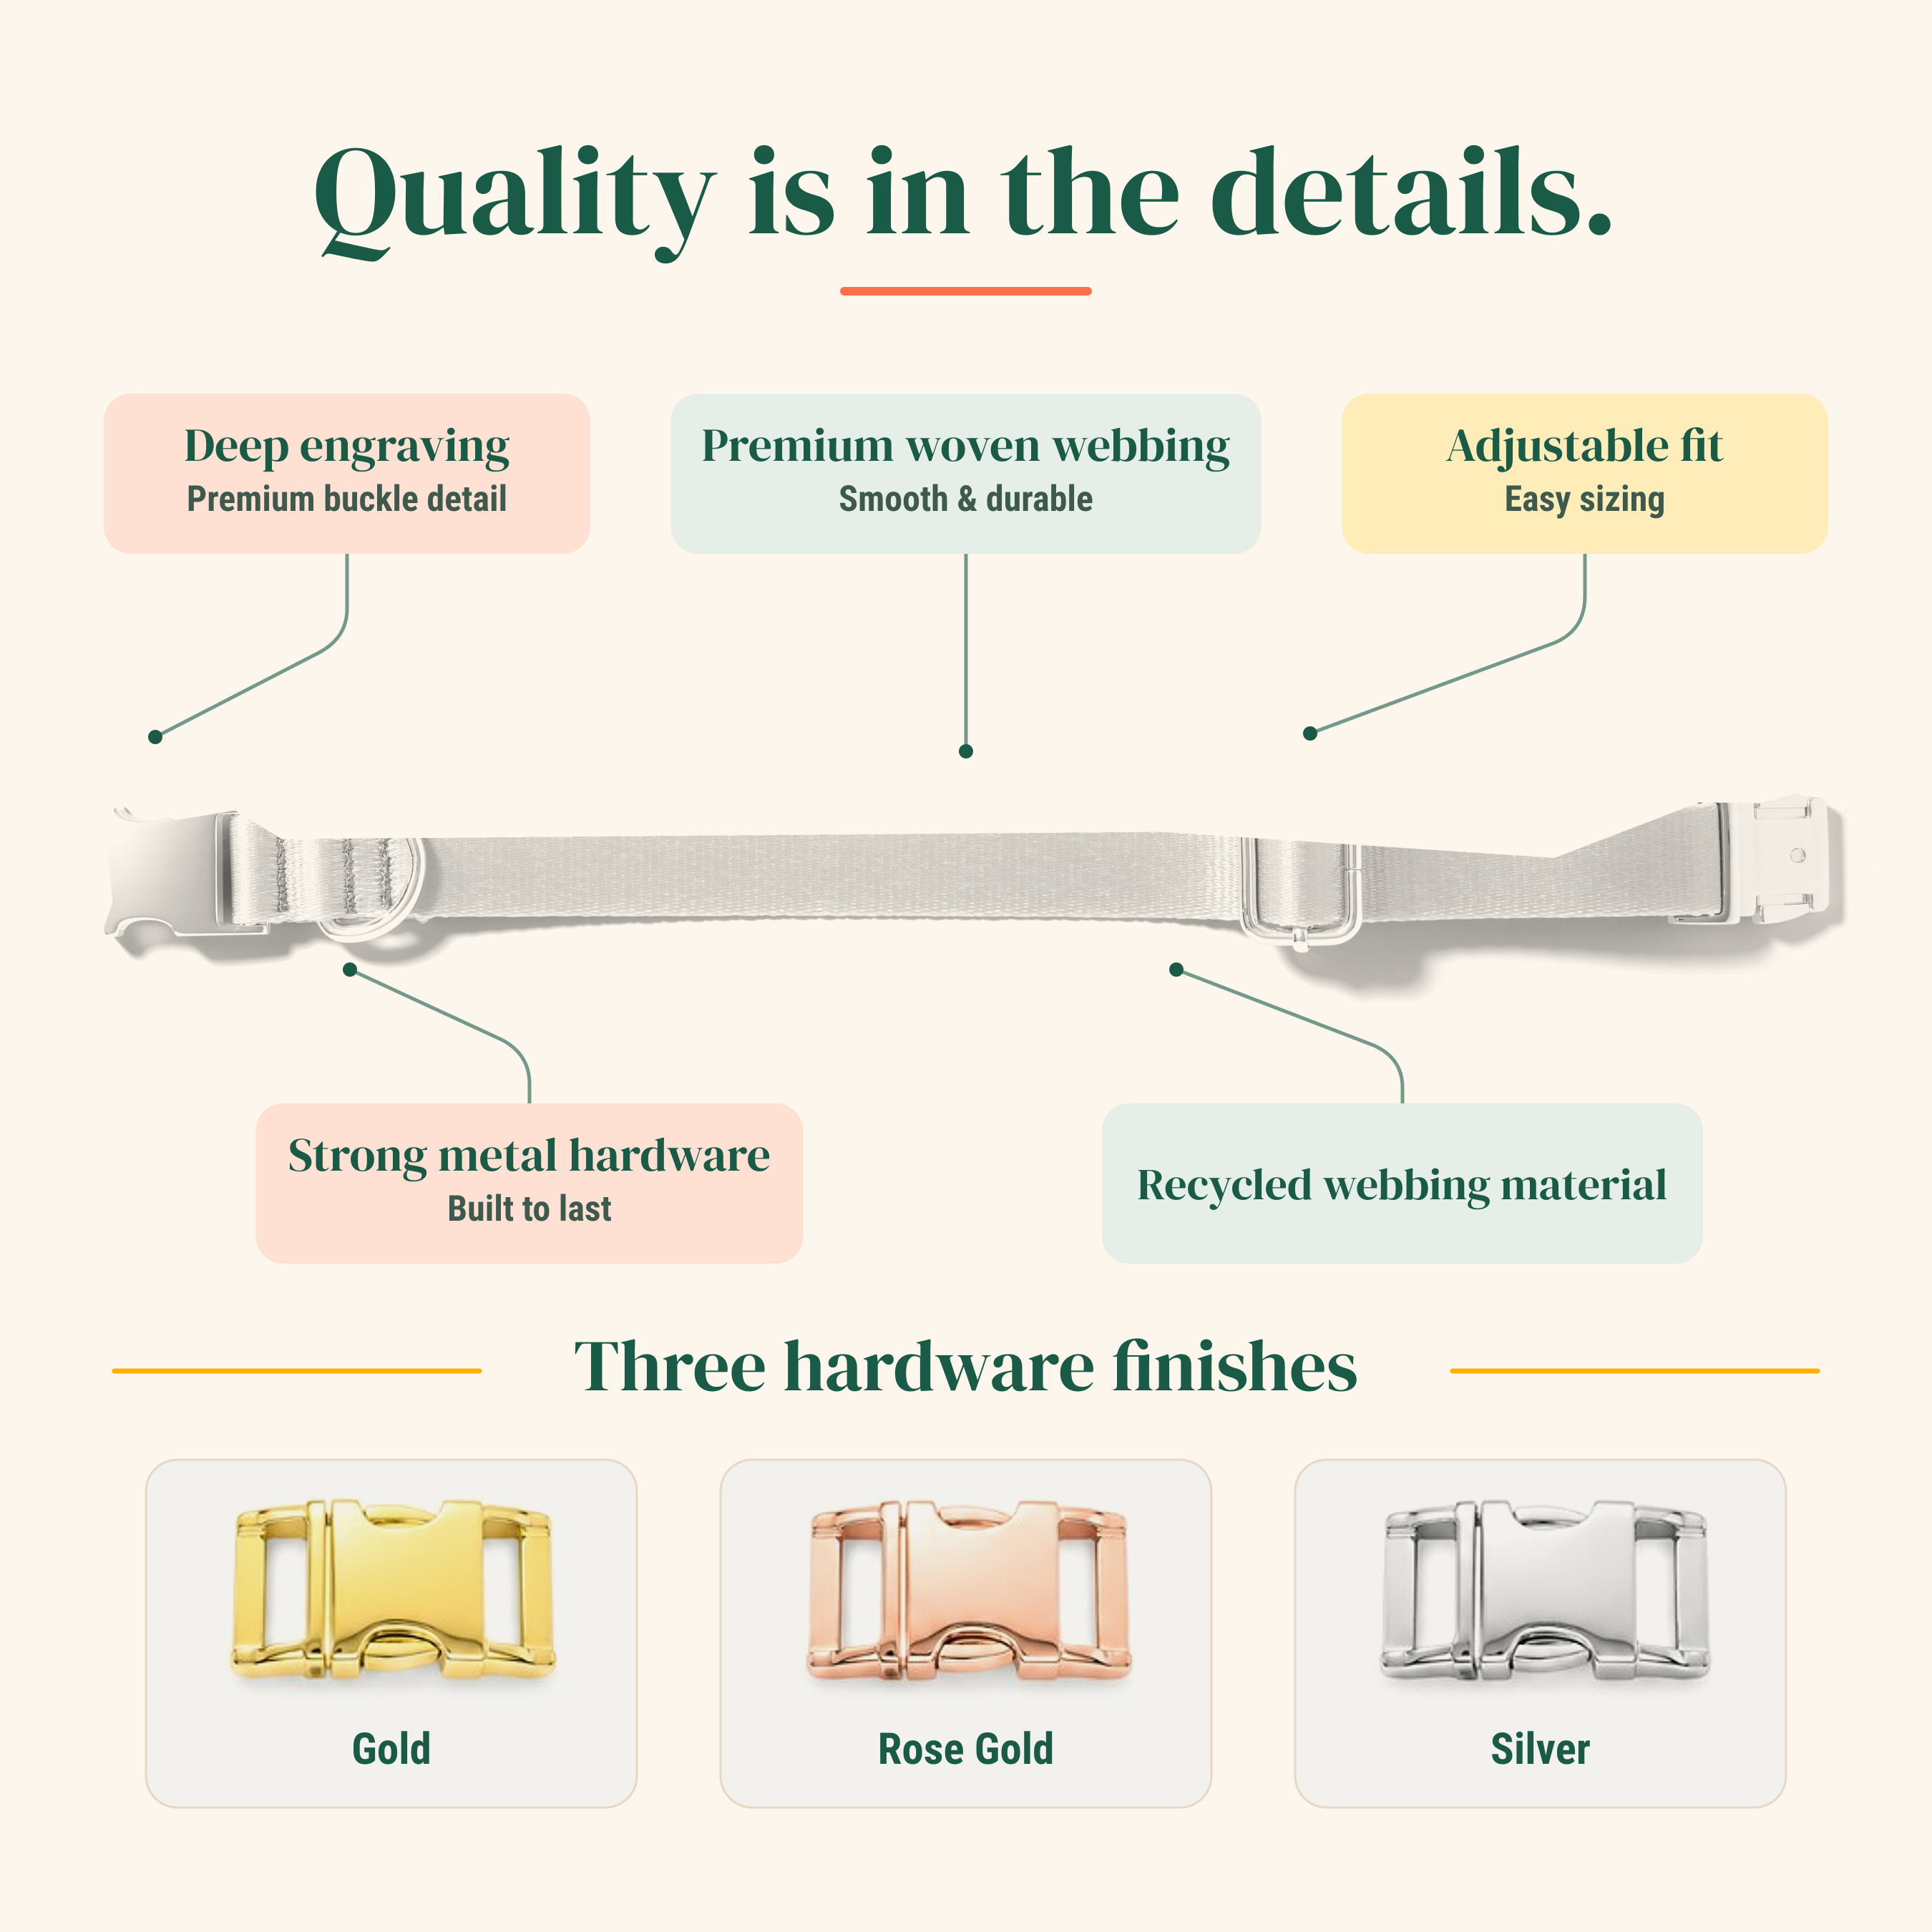 Quality is in the details.
Deep engraving
Premium buckle detail
Premium woven webbing
Smooth & durable
Adjustable fit
Easy sizing
Strong metal hardware
Built to last
Recycled webbing material
Three hardware finishes
Gold
Rose Gold
Silver